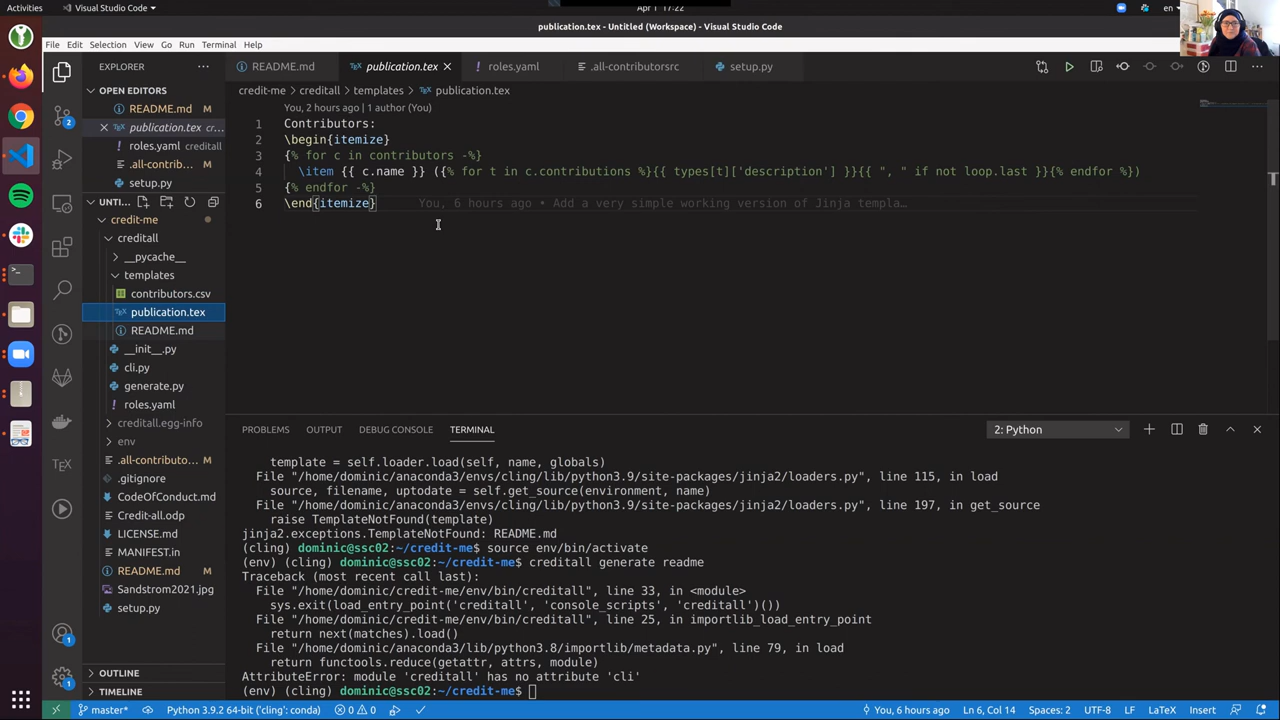 Activities
Visual Studio Code
Apr 1 17:22
en
publication.tex - Untitled (Workspace) - Visual Studio Code
File Edit Selection View Go Run Terminal Help
EXPLORER
README.md
publication.tex
roles.yaml
.all-contributorsrc
setup.py
OPEN EDITORS
README.md M
publication.tex cr...
roles.yaml creditall
.all-contrib... M
setup.py
UNTI...
credit-me
creditall
__pycache__
templates
contributors.csv
publication.tex
README.md
__init__.py
cli.py
generate.py
roles.yaml
creditall.egg-info
env
.all-contributo... M
.gitignore
CodeOfConduct.md
Credit-all.odp
LICENSE.md
MANIFEST.in
README.md M
Sandstrom2021.jpg
setup.py
OUTLINE
TIMELINE
2
1
1
credit-me > creditall > templates > publication.tex
You, 2 hours ago | 1 author (You)
1 Contributors:
2 \begin{itemize}
3 {% for c in contributors -%}
4 \item {{ c.name }} ({% for t in c.contributions %}{{ types[t]['description'] }}{{ ", " if not loop.last }}{% endfor %})
5 {% endfor -%}
6 \end{itemize} You, 6 hours ago • Add a very simple working version of Jinja templa…
PROBLEMS OUTPUT DEBUG CONSOLE TERMINAL
2: Python
template = self.loader.load(self, name, globals)
File "/home/dominic/anaconda3/envs/cling/lib/python3.9/site-packages/jinja2/loaders.py", line 115, in load
source, filename, uptodate = self.get_source(environment, name)
File "/home/dominic/anaconda3/envs/cling/lib/python3.9/site-packages/jinja2/loaders.py", line 197, in get_source
raise TemplateNotFound(template)
jinja2.exceptions.TemplateNotFound: README.md
(cling) dominic@ssc02:~/credit-me$ source env/bin/activate
(env) (cling) dominic@ssc02:~/credit-me$ creditall generate readme
Traceback (most recent call last):
File "/home/dominic/credit-me/env/bin/creditall", line 33, in <module>
sys.exit(load_entry_point('creditall', 'console_scripts', 'creditall')())
File "/home/dominic/credit-me/env/bin/creditall", line 25, in importlib_load_entry_point
return next(matches).load()
File "/home/dominic/anaconda3/lib/python3.8/importlib/metadata.py", line 79, in load
return functools.reduce(getattr, attrs, module)
AttributeError: module 'creditall' has no attribute 'cli'
(env) (cling) dominic@ssc02:~/credit-me$
master* Python 3.9.2 64-bit ('cling': conda) 0 0 You, 6 hours ago Ln 6, Col 14 Spaces: 2 UTF-8 LF LaTeX Insert